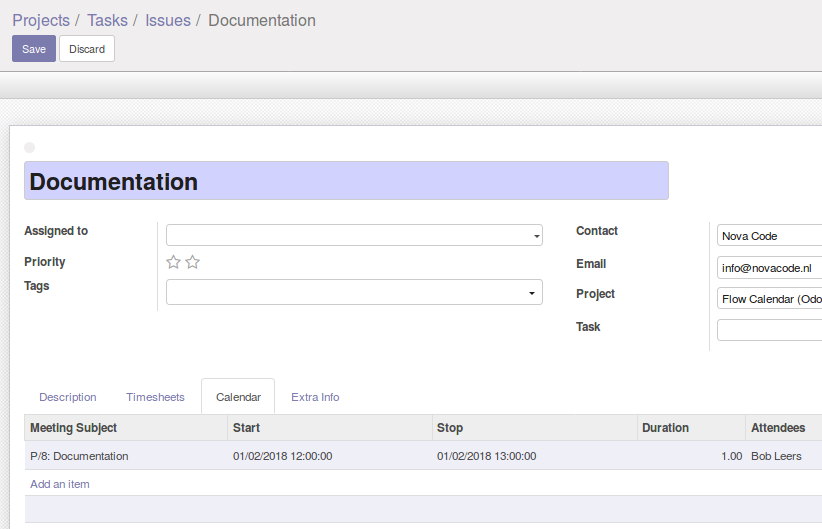 Projects / Tasks / Issues / Documentation
Save Discard
Documentation
Assigned to
Priority
Tags
Contact Nova Code
Email info@novacode.nl
Project Flow Calendar (Odo
Task
Description Timesheets Calendar Extra Info
Meeting Subject Start Stop Duration Attendees
P/8: Documentation 01/02/2018 12:00:00 01/02/2018 13:00:00 1.00 Bob Leers
Add an item